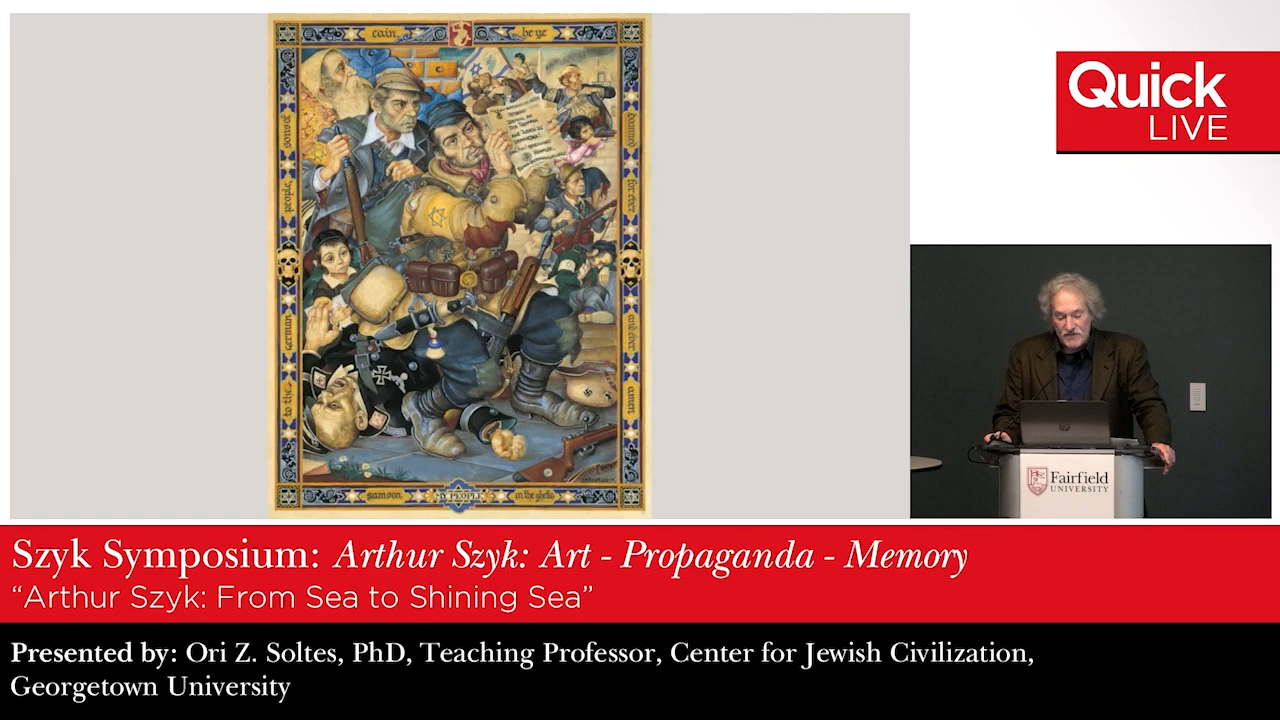 cain
be ye
sons of
banned
people,
for ever
german
and ever
to the
amen
samson
MY PEOPLE
in the ghetto
Quick
LIVE
Fairfield
UNIVERSITY
Szyk Symposium: Arthur Szyk: Art - Propaganda - Memory
“Arthur Szyk: From Sea to Shining Sea”
Presented by: Ori Z. Soltes, PhD, Teaching Professor, Center for Jewish Civilization,
Georgetown University